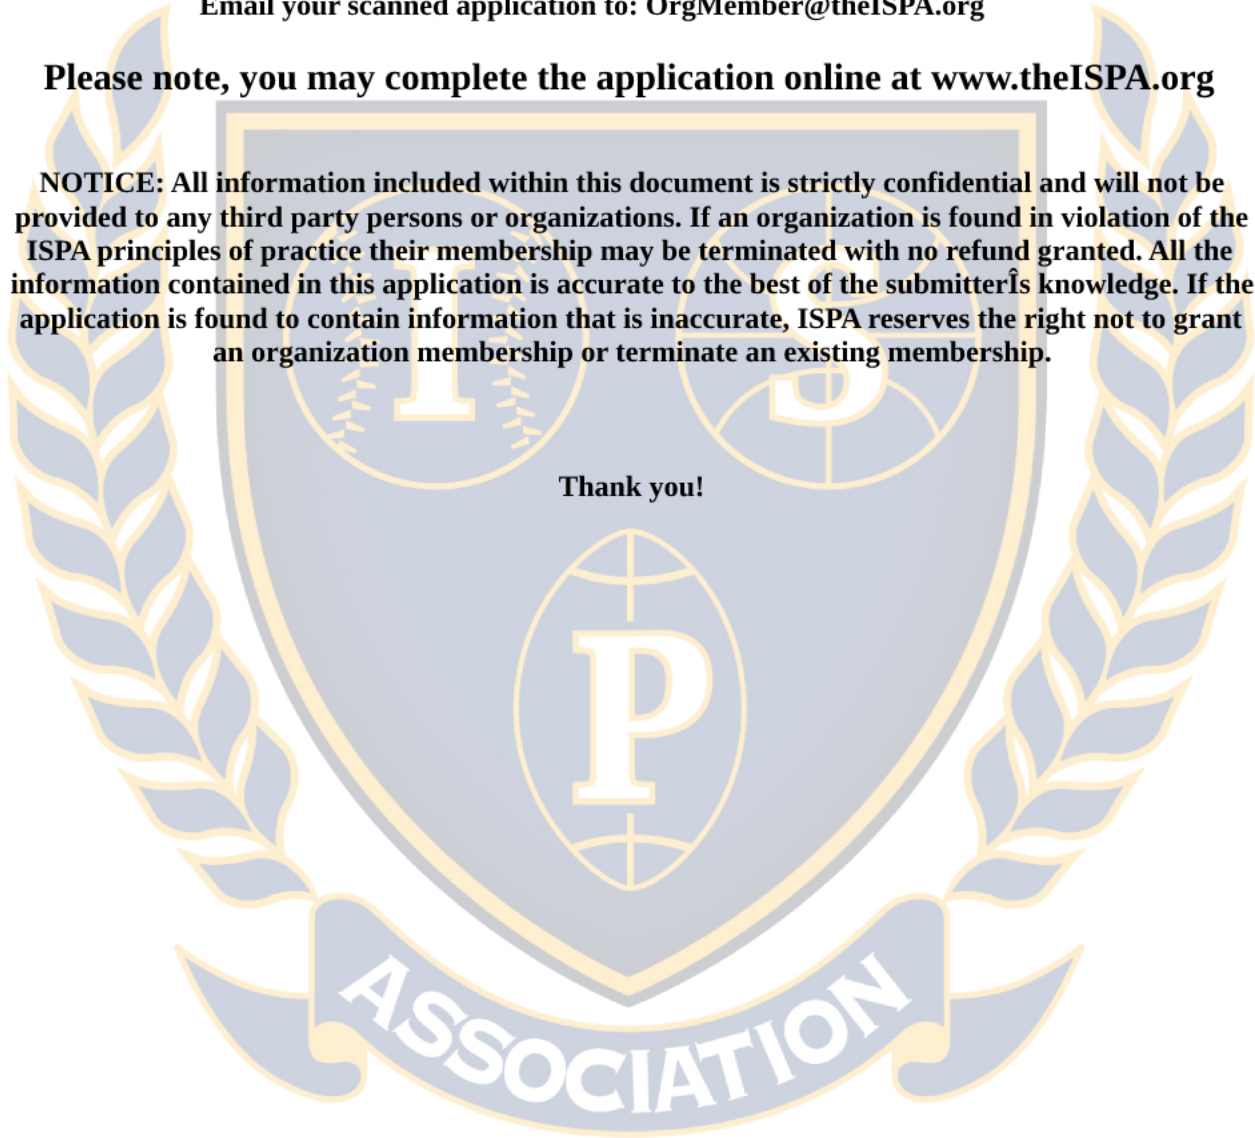 Email your scanned application to: OrgMember@theISPA.org
Please note, you may complete the application online at www.theISPA.org
NOTICE: All information included within this document is strictly confidential and will not be
provided to any third party persons or organizations. If an organization is found in violation of the
ISPA principles of practice their membership may be terminated with no refund granted. All the
information contained in this application is accurate to the best of the submitterÎs knowledge. If the
application is found to contain information that is inaccurate, ISPA reserves the right not to grant
an organization membership or terminate an existing membership.
I S
Thank you!
P
ASSOCIATION